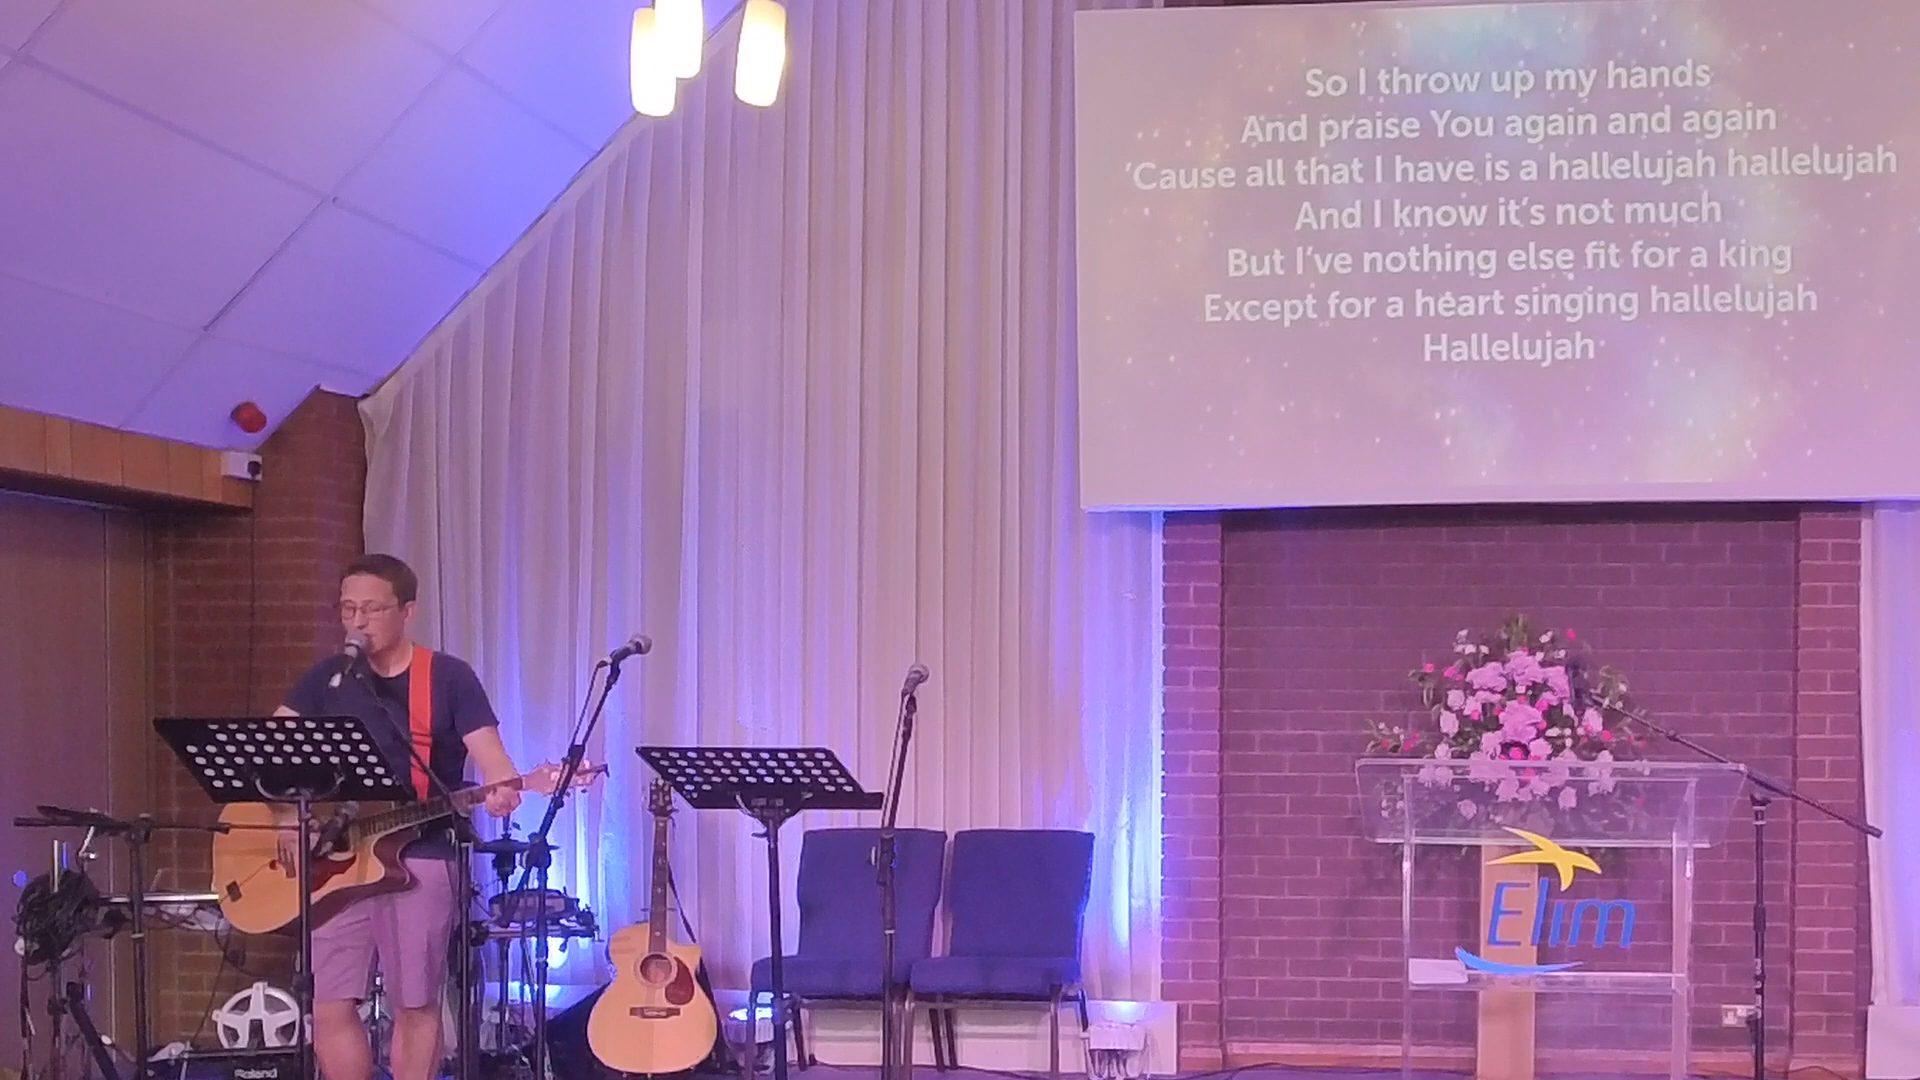 So I throw up my hands
And praise You again and again
'Cause all that I have is a hallelujah hallelujah
And I know it's not much
But I've nothing else fit for a king
Except for a heart singing hallelujah
Hallelujah
Elim
Roland